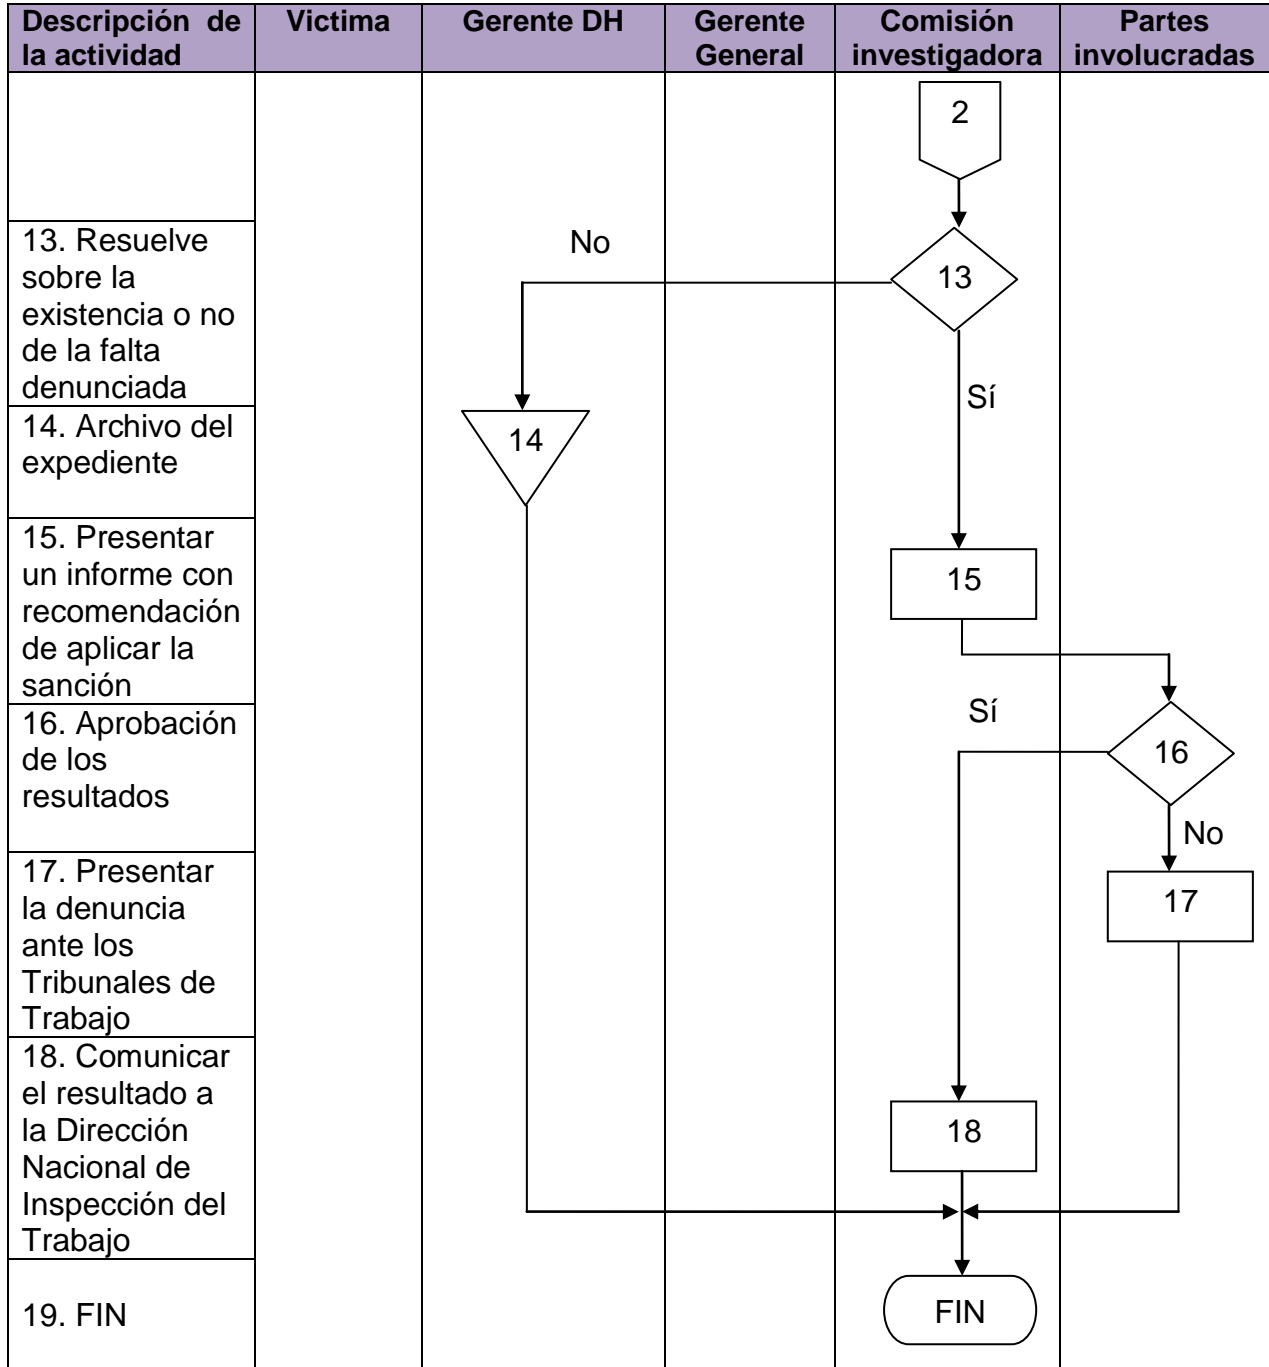 Descripción de
la actividad
Victima
Gerente DH
Gerente
General
Comisión
investigadora
Partes
involucradas
2
13. Resuelve
sobre la
existencia o no
de la falta
denunciada
No
13
Sí
14. Archivo del
expediente
14
15. Presentar
un informe con
recomendación
de aplicar la
sanción
15
16. Aprobación
de los
resultados
Sí
16
No
17. Presentar
la denuncia
ante los
Tribunales de
Trabajo
17
18. Comunicar
el resultado a
la Dirección
Nacional de
Inspección del
Trabajo
18
19. FIN
FIN